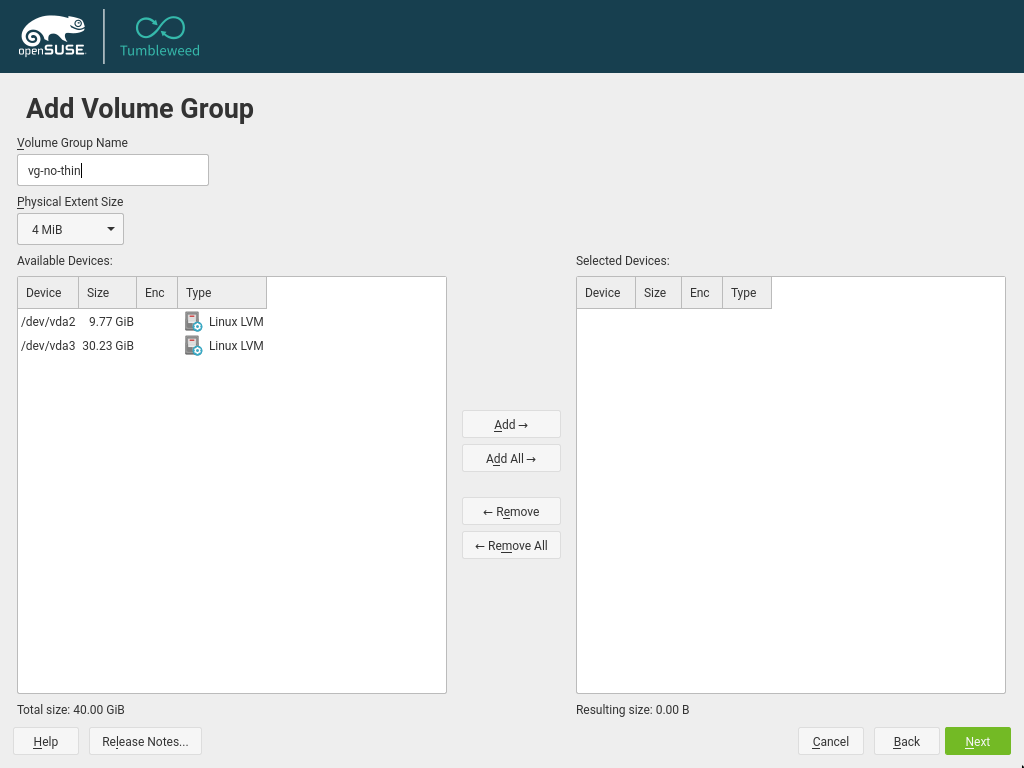 openSUSE
Tumbleweed
Add Volume Group
Volume Group Name
vg-no-thin
Physical Extent Size
4 MiB
Available Devices:
Device Size Enc Type
/dev/vda2 9.77 GiB Linux LVM
/dev/vda3 30.23 GiB Linux LVM
Total size: 40.00 GiB
Add →
Add All →
← Remove
← Remove All
Selected Devices:
Device Size Enc Type
Resulting size: 0.00 B
Help Release Notes... Cancel Back Next